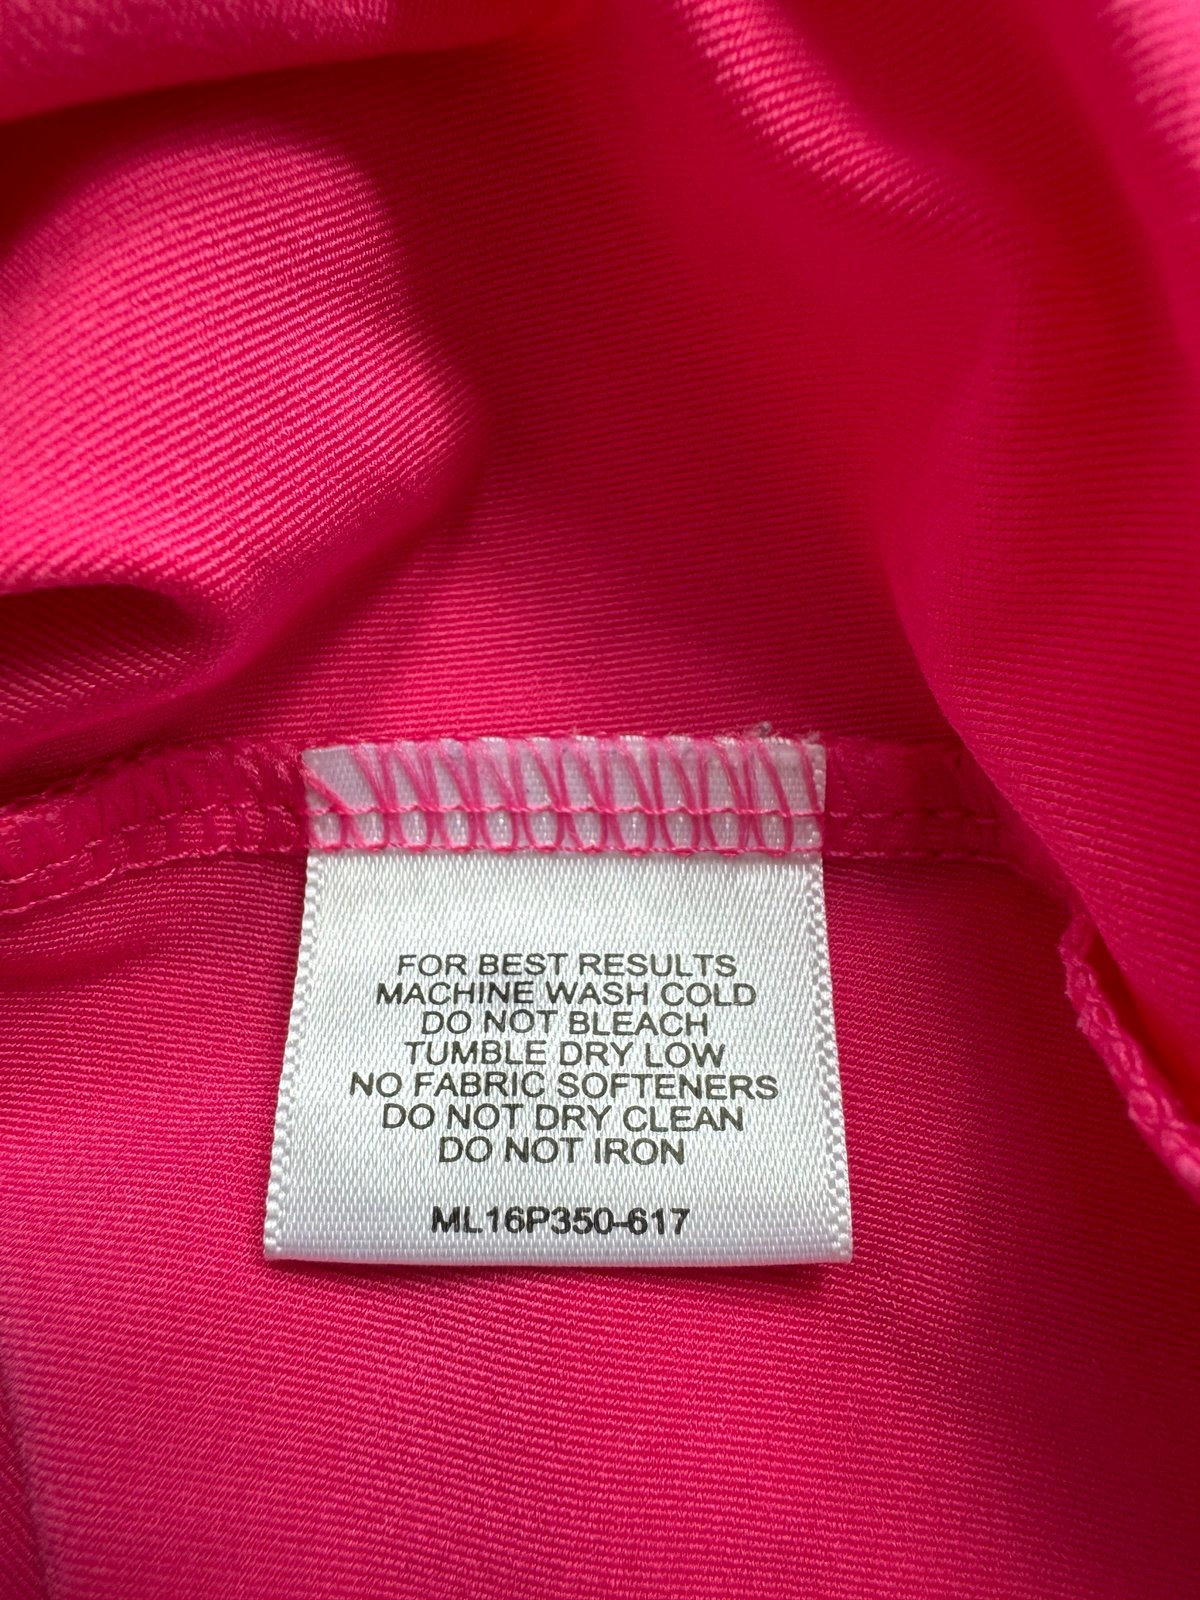 FOR BEST RESULTS
MACHINE WASH COLD
DO NOT BLEACH
TUMBLE DRY LOW
NO FABRIC SOFTENERS
DO NOT DRY CLEAN
DO NOT IRON
ML16P350-617